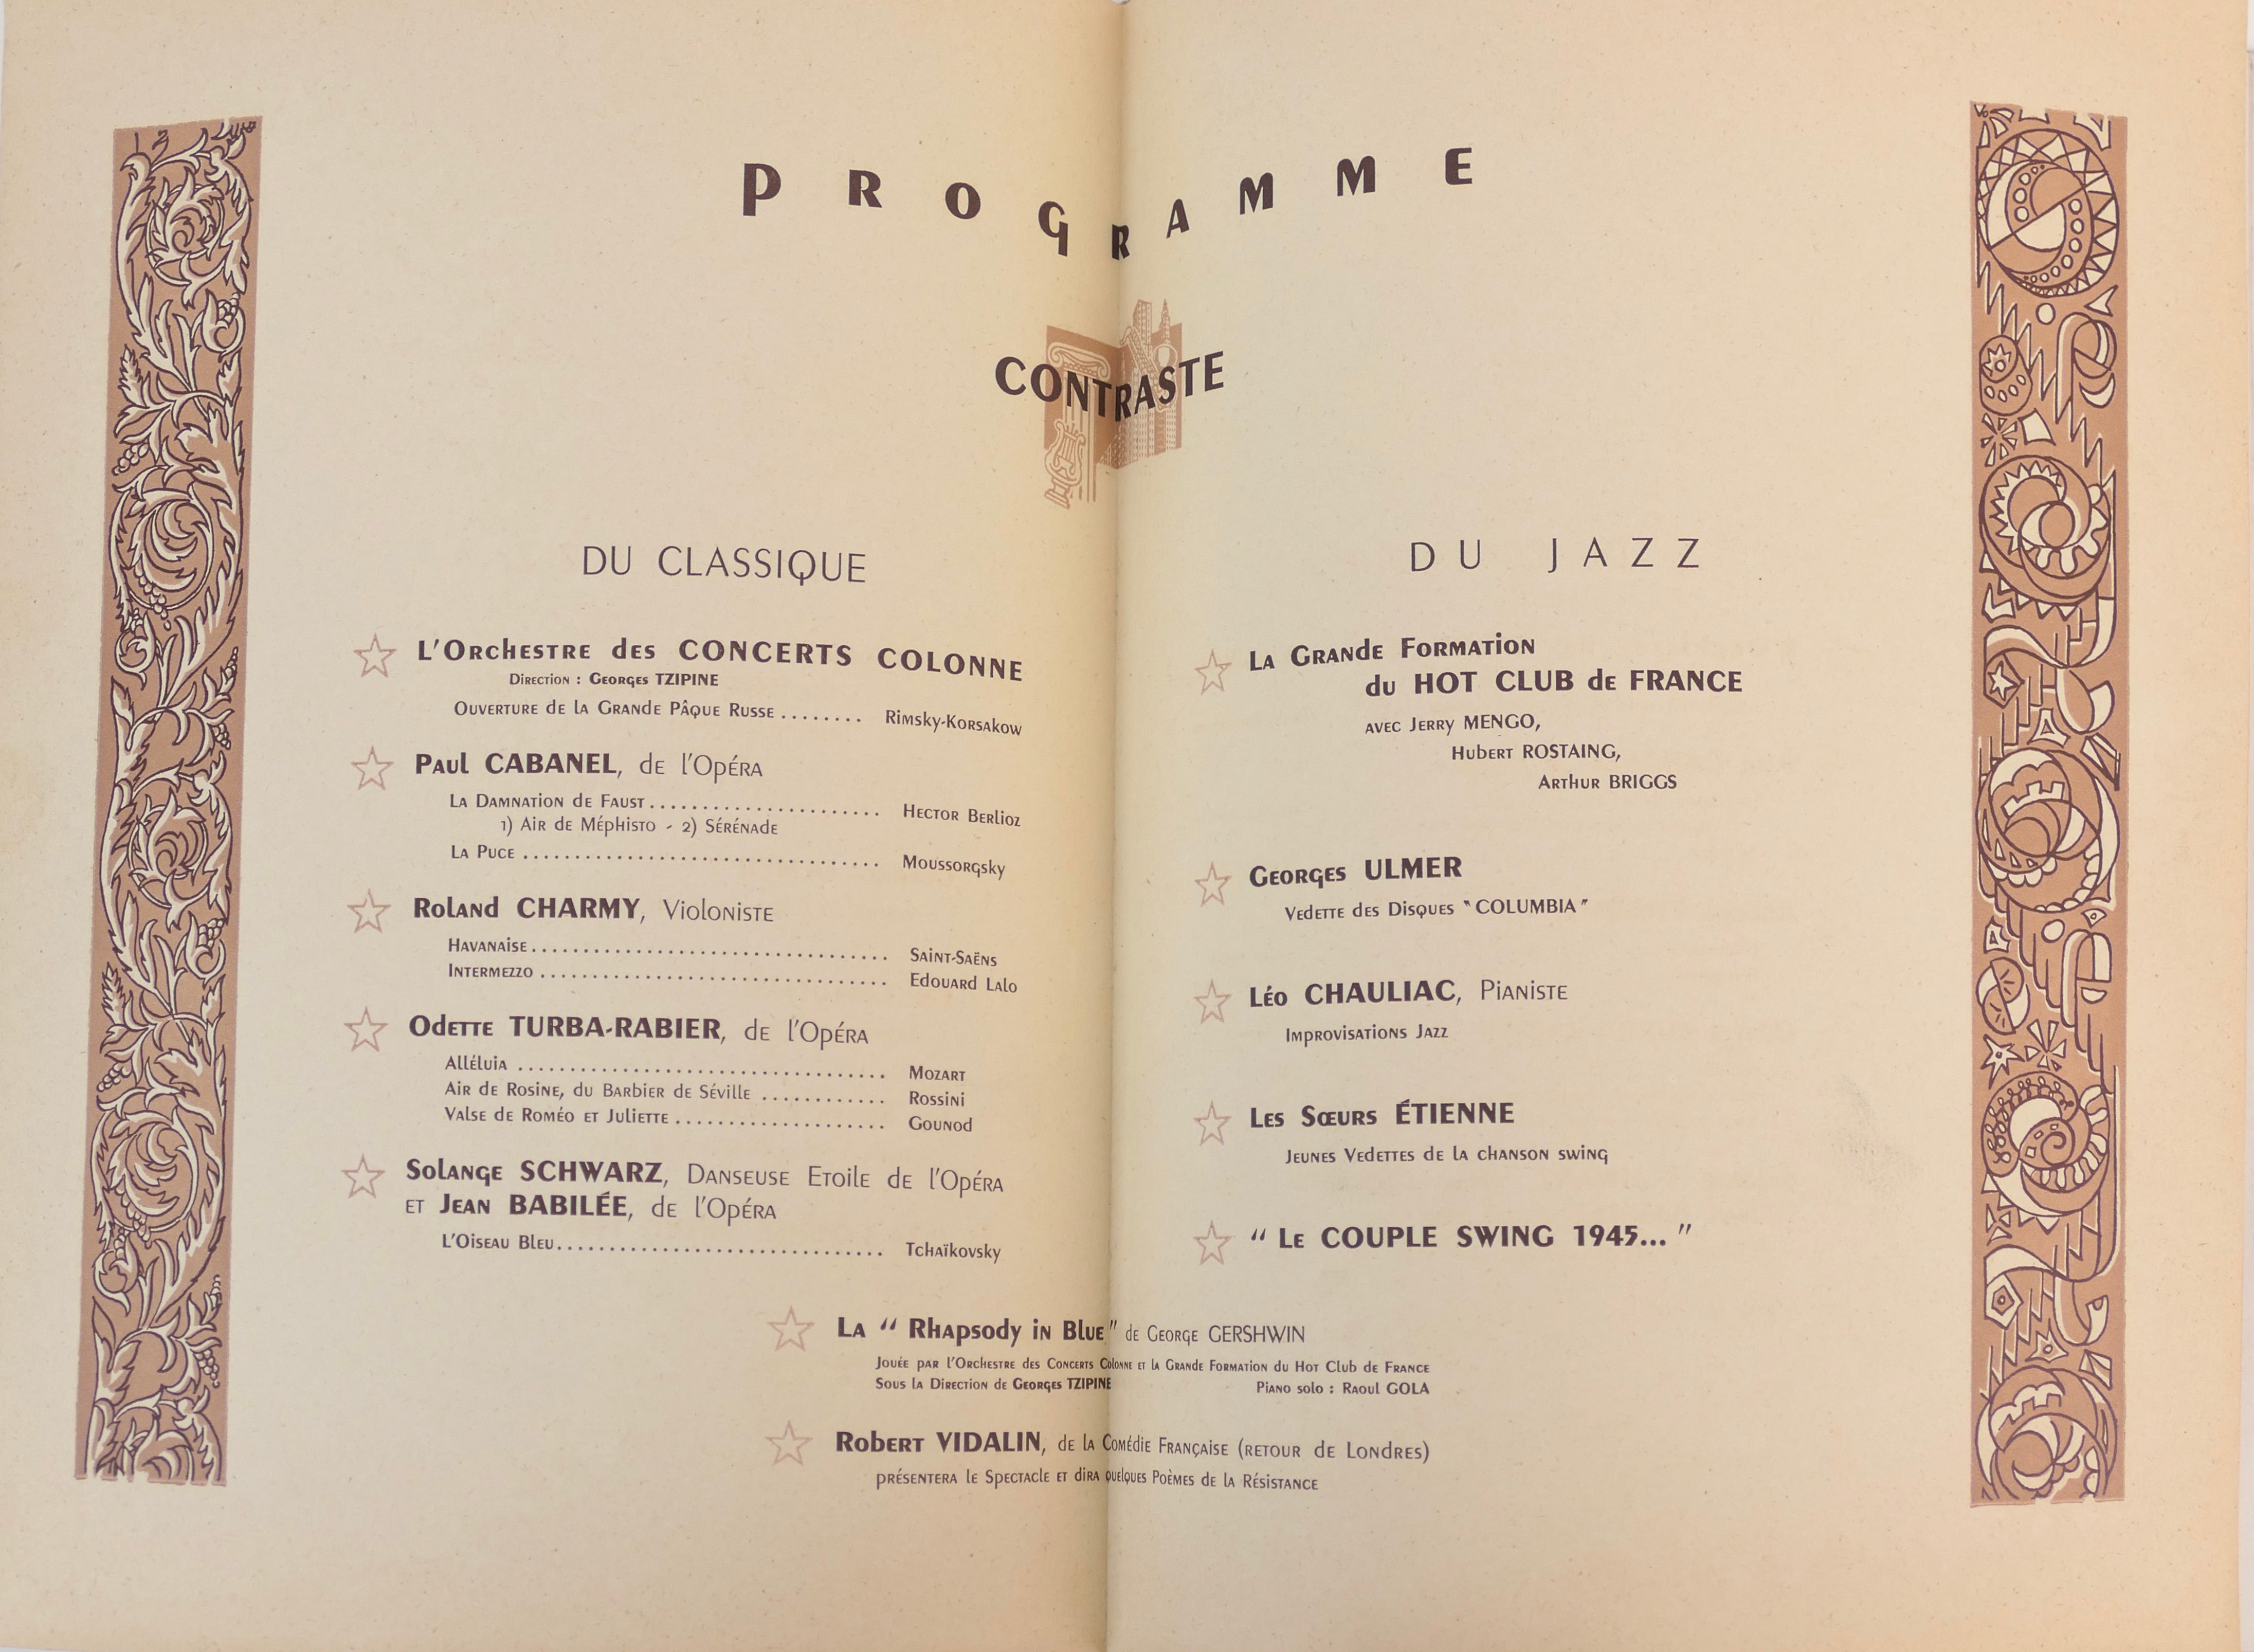 PROGRAMME
CONTRASTE
DU CLASSIQUE
L'Orchestre des CONCERTS COLONNE
Direction : Georges TZIPINE
Ouverture de la Grande Pâque Russe ........ Rimsky-Korsakow
Paul CABANEL, de l'Opéra
La Damnation de Faust ...................... Hector Berlioz
1) Air de Méphisto - 2) Sérénade
La Puce ................................... Moussorgsky
Roland CHARMY, Violoniste
Havanaise ................................... Saint-Saëns
Intermezzo .................................. Edouard Lalo
Odette TURBA-RABIER, de l'Opéra
Alléluia .................................... Mozart
Air de Rosine, du Barbier de Séville ............ Rossini
Valse de Roméo et Juliette ..................... Gounod
Solange SCHWARZ, Danseuse Etoile de l'Opéra
et Jean BABILÉE, de l'Opéra
L'Oiseau Bleu ................................ Tchaïkovsky
DU JAZZ
La Grande Formation
du HOT CLUB de FRANCE
avec Jerry MENGO,
Hubert ROSTAING,
Arthur BRIGGS
Georges ULMER
Vedette des Disques "COLUMBIA"
Léo CHAULIAC, Pianiste
Improvisations Jazz
Les Sœurs ÉTIENNE
Jeunes Vedettes de la chanson swing
"Le COUPLE SWING 1945..."
La "Rhapsody in Blue" de George GERSHWIN
Jouée par l'Orchestre des Concerts Colonne et la Grande Formation du Hot Club de France
Sous la Direction de Georges TZIPINE Piano solo : Raoul GOLA
Robert VIDALIN, de la Comédie Française (retour de Londres)
présentera le Spectacle et dira quelques Poèmes de la Résistance